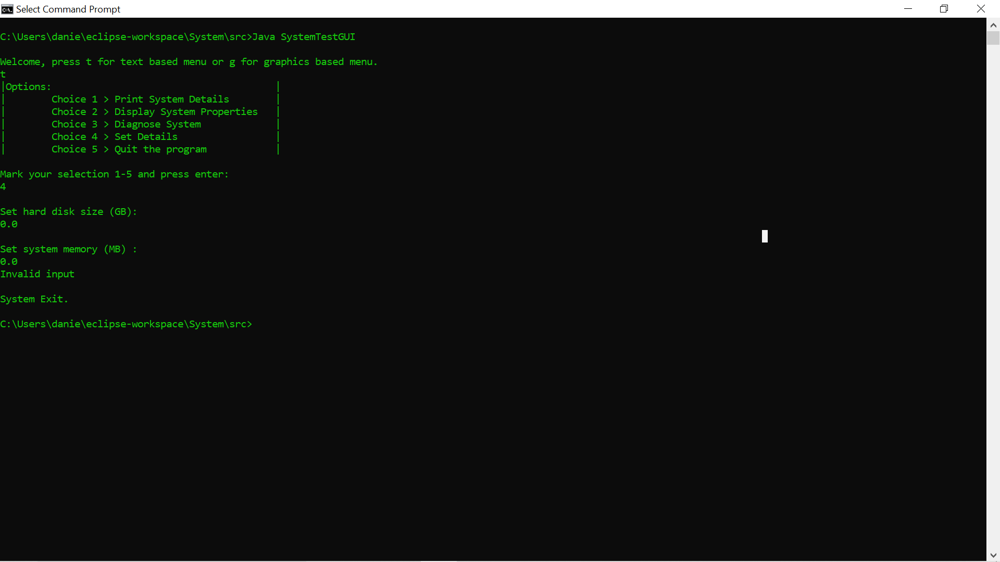 Select Command Prompt
C:\Users\danie\eclipse-workspace\System\src>Java SystemTestGUI
Welcome, press t for text based menu or g for graphics based menu.
t
|Options:                                        |
|        Choice 1 > Print System Details         |
|        Choice 2 > Display System Properties    |
|        Choice 3 > Diagnose System              |
|        Choice 4 > Set Details                  |
|        Choice 5 > Quit the program             |
Mark your selection 1-5 and press enter:
4
Set hard disk size (GB):
0.0
Set system memory (MB) :
0.0
Invalid input
System Exit.
C:\Users\danie\eclipse-workspace\System\src>